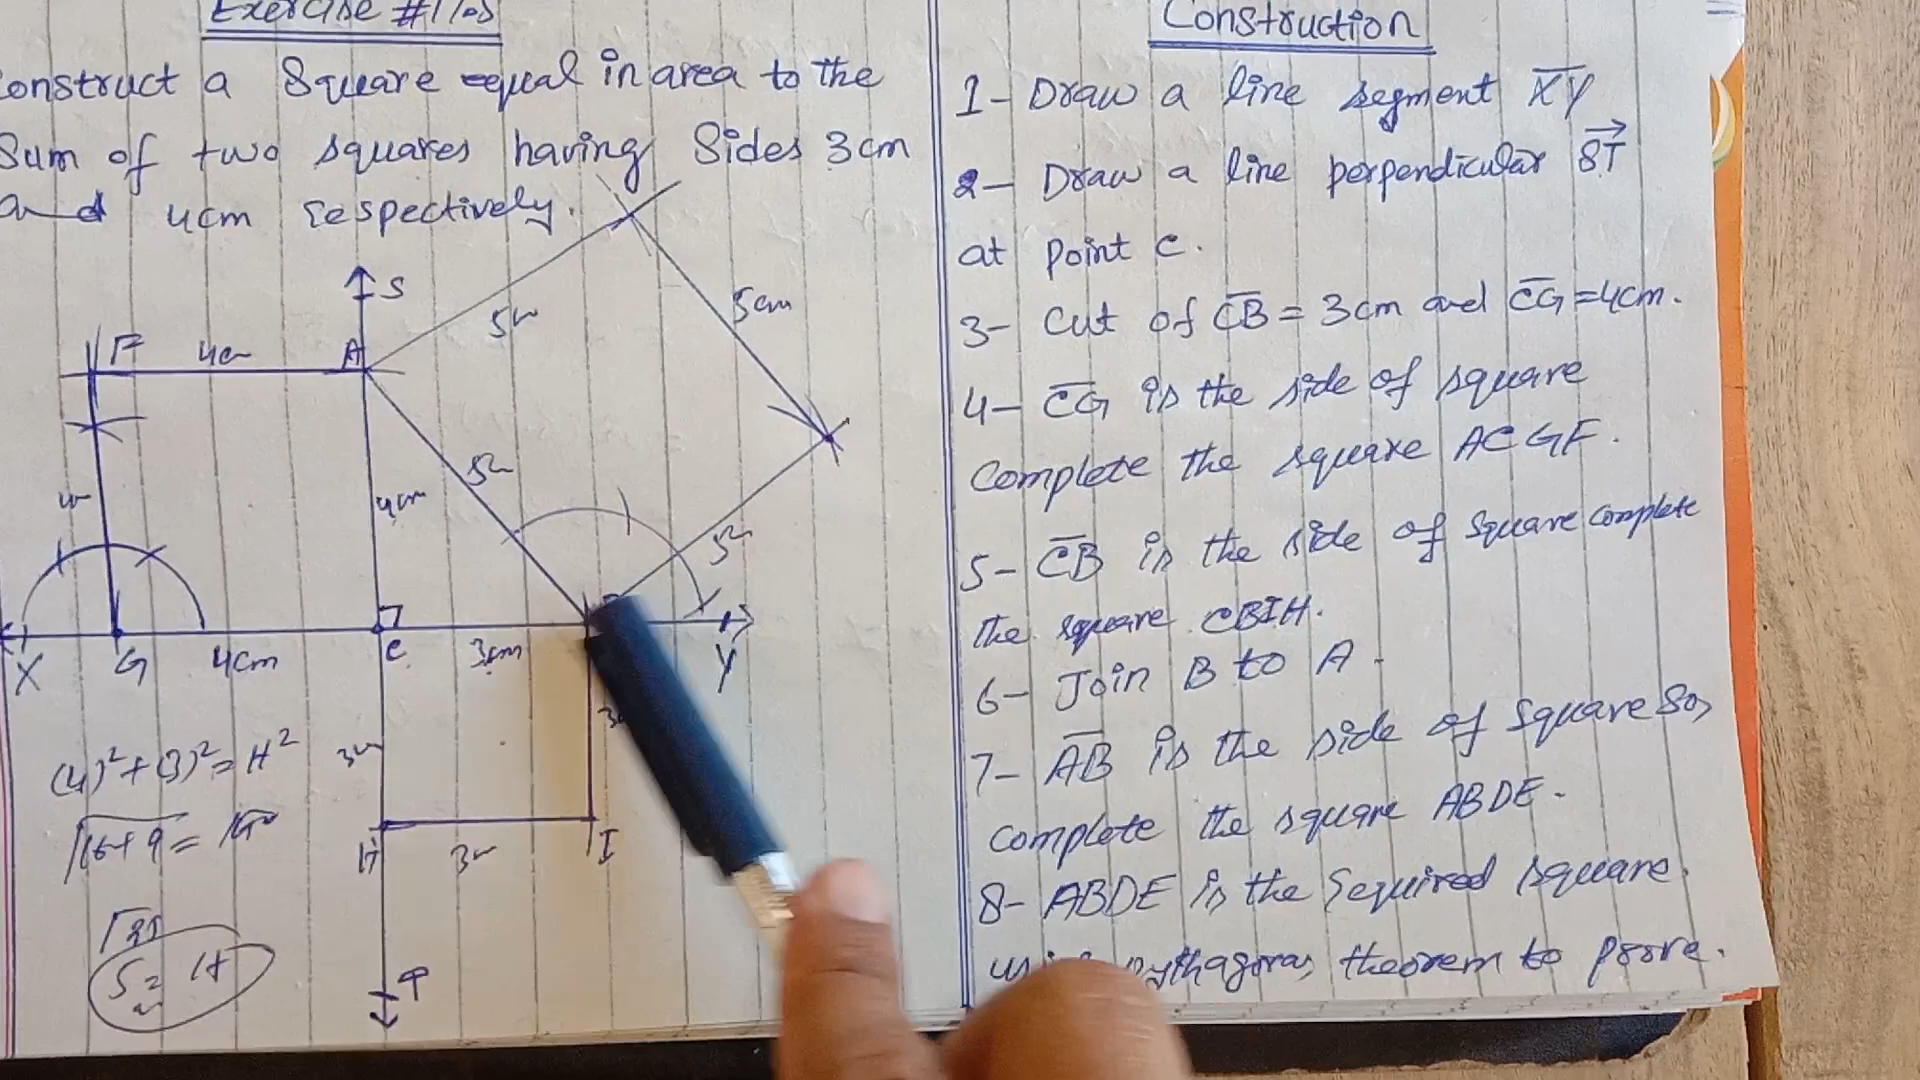 Exercise #11.5
Construct a Square equal in area to the
Sum of two squares having Sides 3cm
and 4cm respectively.
S
F 4cm A
5cm
5cm
5cm
4cm
5cm
X G 4cm C 3cm Y
3cm
H 3cm I
T
(4)²+(3)²=H²
√16+9=
√25
5=H
Construction
1- Draw a line segment XY
2- Draw a line perpendicular ST
at point C.
3- Cut of CB=3cm and CG=4cm.
4- CG is the side of square
Complete the square ACGF.
5- CB is the side of Square complete
the square CBIH.
6- Join B to A.
7- AB is the side of Square So,
complete the square ABDE.
8- ABDE is the required square.
theorem to prove.